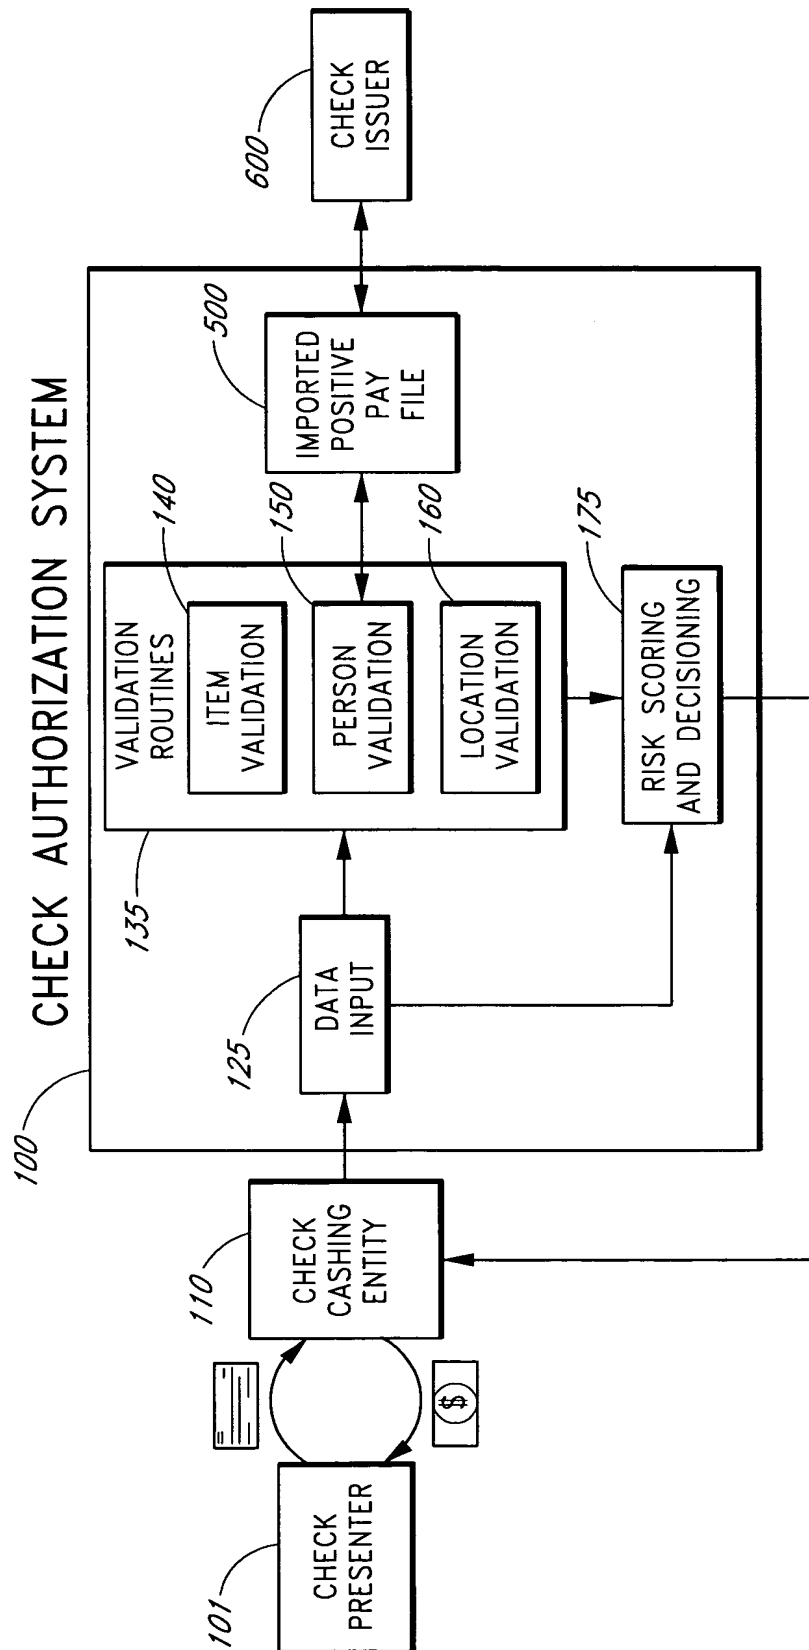 CHECK AUTHORIZATION SYSTEM
100
101
CHECK
PRESENTER
110
CHECK
CASHING
ENTITY
$
125
DATA
INPUT
135
VALIDATION
ROUTINES
140
ITEM
VALIDATION
150
PERSON
VALIDATION
160
LOCATION
VALIDATION
175
RISK SCORING
AND DECISIONING
500
IMPORTED
POSITIVE
PAY
FILE
600
CHECK
ISSUER